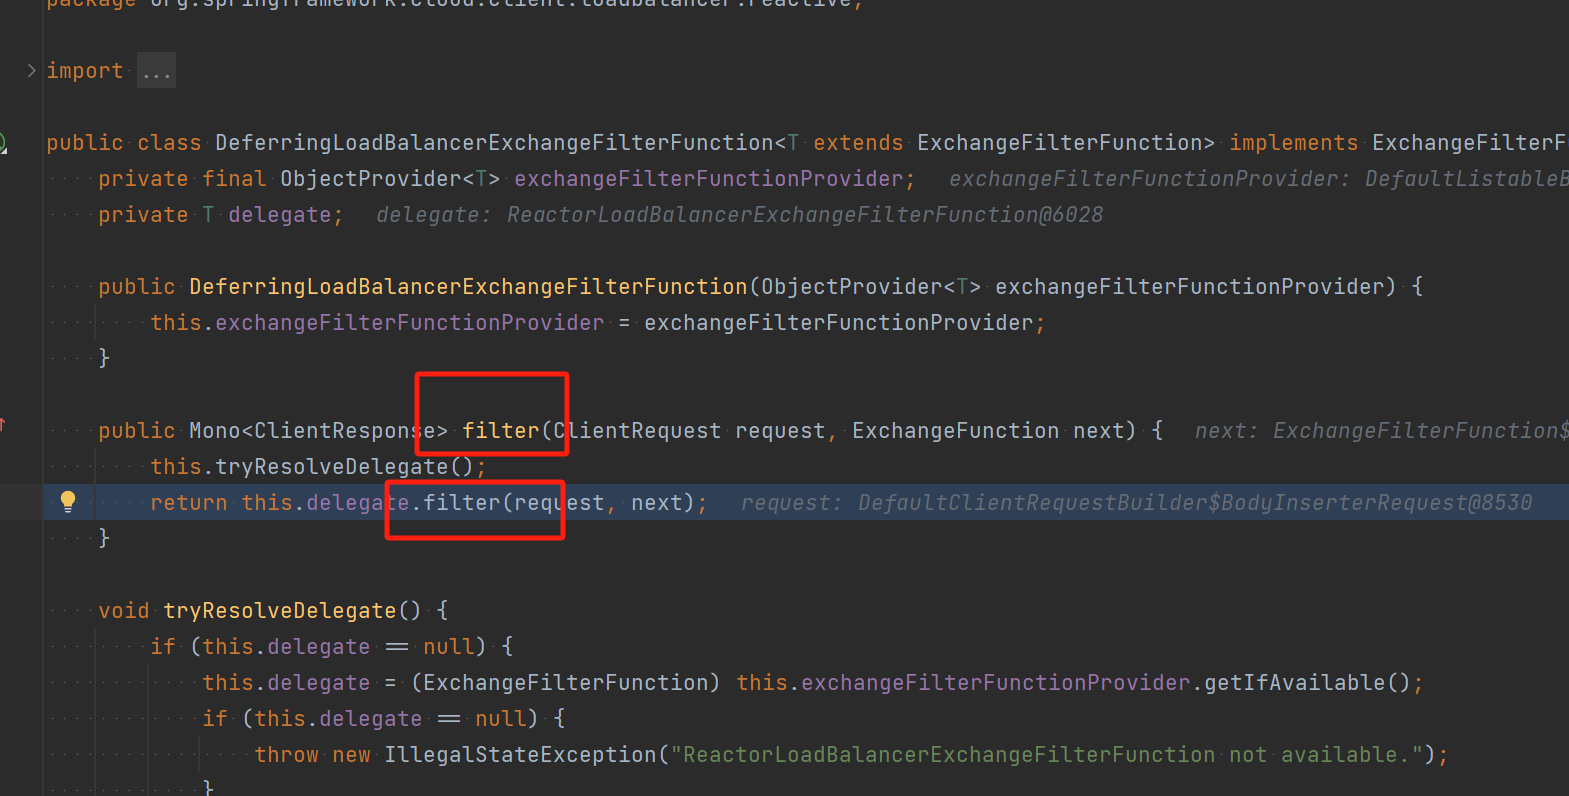 package org.springframework.cloud.client.loadbalancer.reactive;
import ...
public class DeferringLoadBalancerExchangeFilterFunction<T extends ExchangeFilterFunction> implements ExchangeFilterF
private final ObjectProvider<T> exchangeFilterFunctionProvider; exchangeFilterFunctionProvider: DefaultListableB
private T delegate; delegate: ReactorLoadBalancerExchangeFilterFunction@6028
public DeferringLoadBalancerExchangeFilterFunction(ObjectProvider<T> exchangeFilterFunctionProvider) {
this.exchangeFilterFunctionProvider = exchangeFilterFunctionProvider;
}
public Mono<ClientResponse> filter(ClientRequest request, ExchangeFunction next) { next: ExchangeFilterFunction$
this.tryResolveDelegate();
return this.delegate.filter(request, next); request: DefaultClientRequestBuilder$BodyInserterRequest@8530
}
void tryResolveDelegate() {
if (this.delegate == null) {
this.delegate = (ExchangeFilterFunction) this.exchangeFilterFunctionProvider.getIfAvailable();
if (this.delegate == null) {
throw new IllegalStateException("ReactorLoadBalancerExchangeFilterFunction not available.");
}